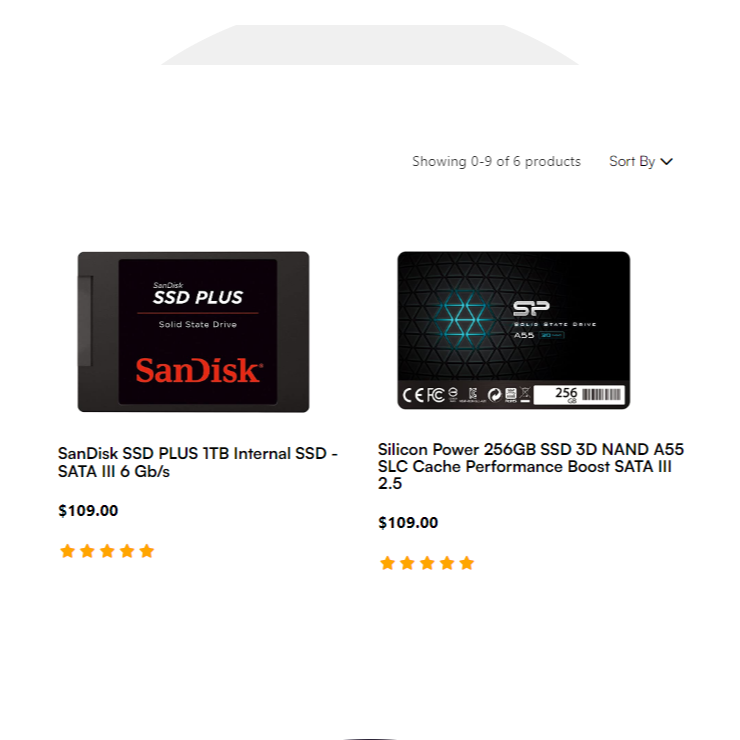 Showing 0-9 of 6 products
Sort By
SanDisk
SSD PLUS
Solid State Drive
SanDisk
SP
SOLID STATE DRIVE
A55
256
GB
SanDisk SSD PLUS 1TB Internal SSD -
SATA III 6 Gb/s
$109.00
Silicon Power 256GB SSD 3D NAND A55
SLC Cache Performance Boost SATA III
2.5
$109.00